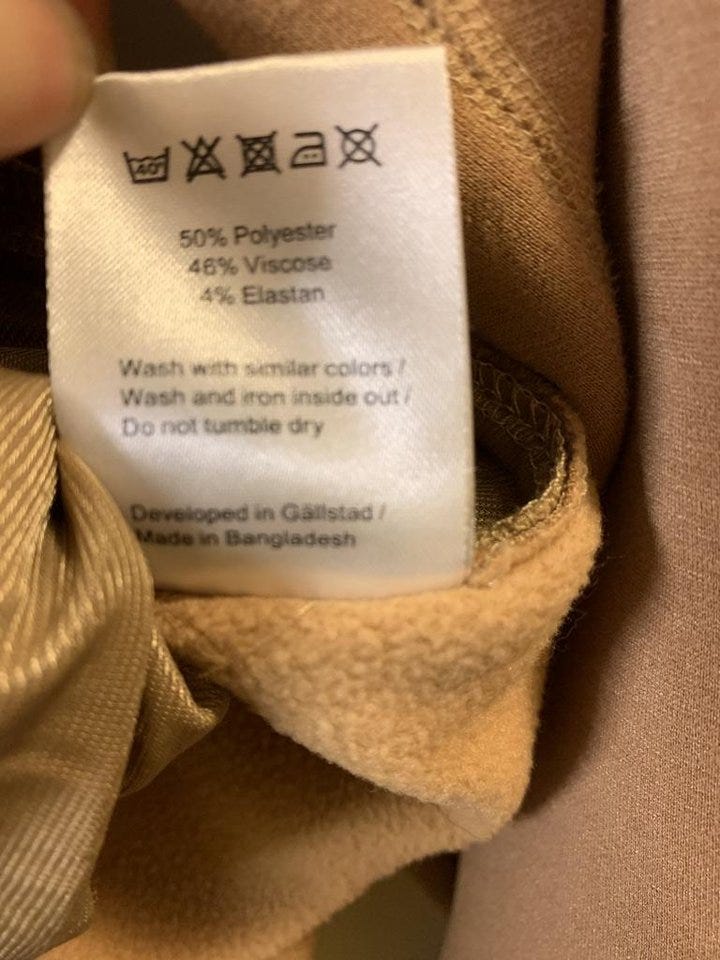 40
50% Polyester
46% Viscose
4% Elastan
Wash with similar colors /
Wash and iron inside out /
Do not tumble dry
Developed in Gällstad /
Made in Bangladesh